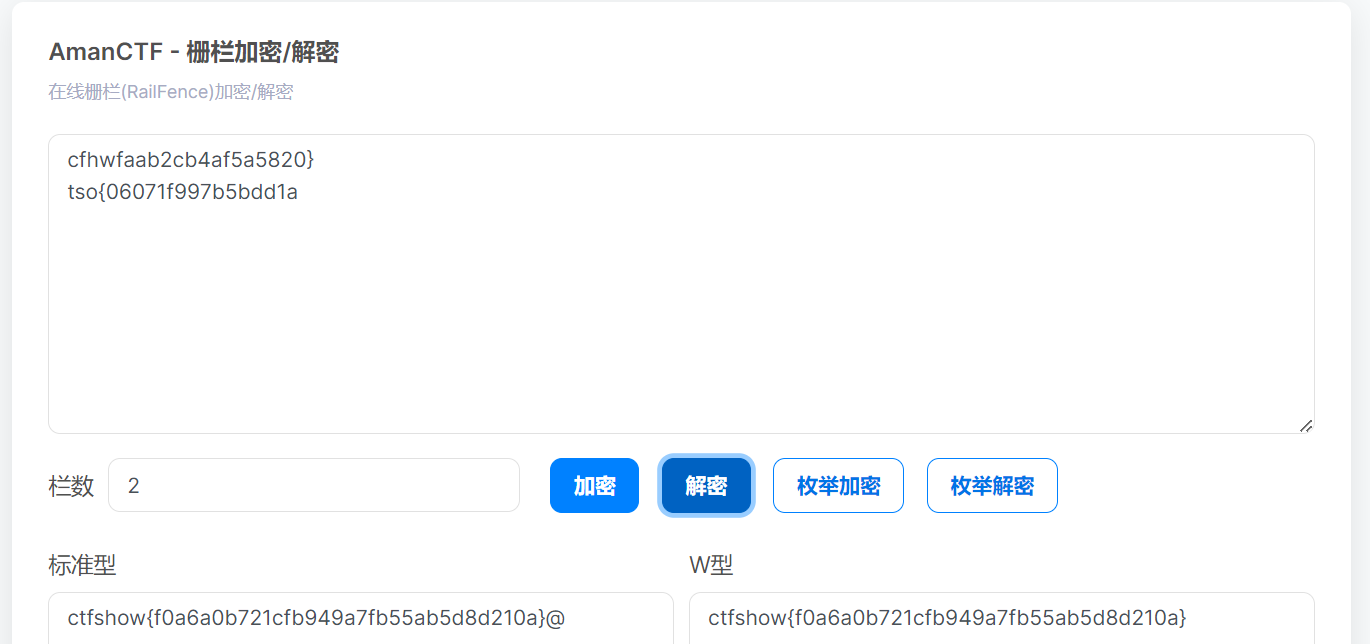 AmanCTF - 栅栏加密/解密
在线栅栏(RailFence)加密/解密
cfhwfaab2cb4af5a5820}
tso{06071f997b5bdd1a
栏数 2 加密 解密 枚举加密 枚举解密
标准型 W型
ctfshow{f0a6a0b721cfb949a7fb55ab5d8d210a}@ ctfshow{f0a6a0b721cfb949a7fb55ab5d8d210a}